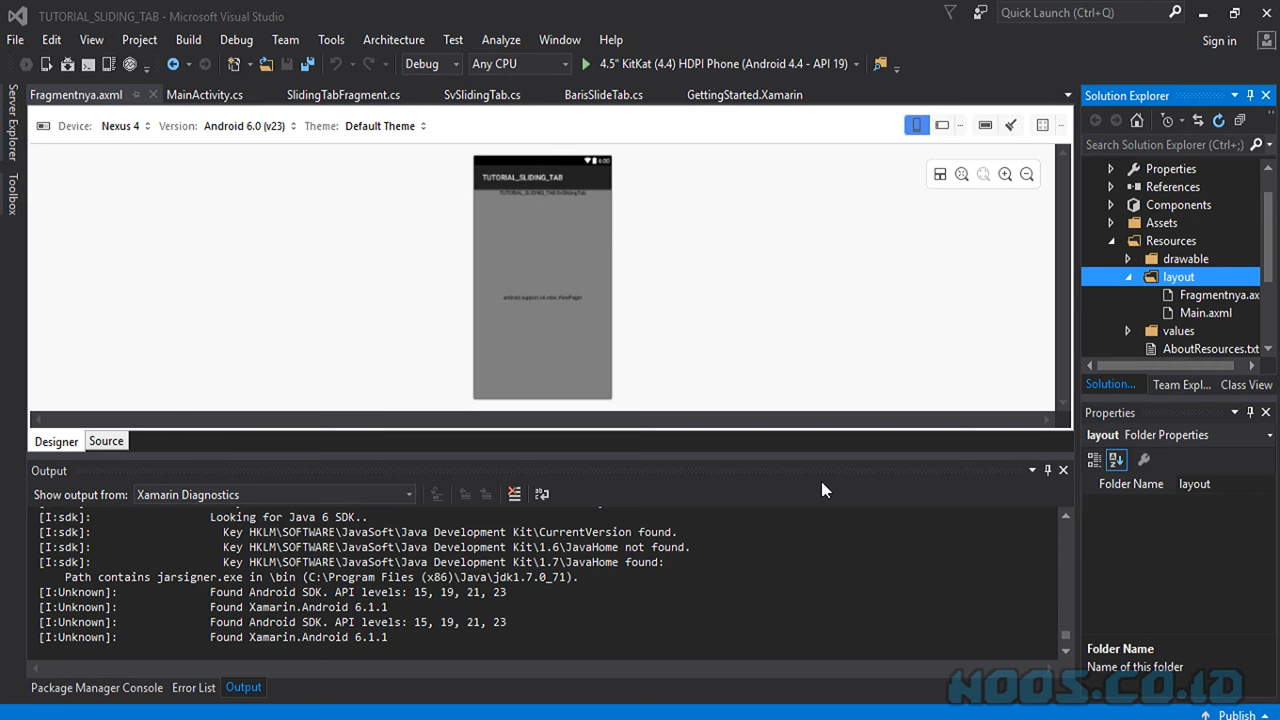 TUTORIAL_SLIDING_TAB - Microsoft Visual Studio
Quick Launch (Ctrl+Q)
File Edit View Project Build Debug Team Tools Architecture Test Analyze Window Help
Sign in
Debug Any CPU 4.5" KitKat (4.4) HDPI Phone (Android 4.4 - API 19)
Fragmentnya.axml MainActivity.cs SlidingTabFragment.cs SvSlidingTab.cs BarisSlideTab.cs GettingStarted.Xamarin
Server Explorer
Toolbox
Device: Nexus 4 Version: Android 6.0 (v23) Theme: Default Theme
6:00
TUTORIAL_SLIDING_TAB
TUTORIAL_SLIDING_TAB.SvSlidingTab
android.support.v4.view.ViewPager
Designer Source
Solution Explorer
Search Solution Explorer (Ctrl+;)
Properties
References
Components
Assets
Resources
drawable
layout
Fragmentnya.ax
Main.axml
values
AboutResources.txt
Solution... Team Expl... Class View
Properties
layout Folder Properties
Folder Name layout
Folder Name
Name of this folder
Output
Show output from: Xamarin Diagnostics
[I:sdk]: Looking for Java 6 SDK..
[I:sdk]: Key HKLM\SOFTWARE\JavaSoft\Java Development Kit\CurrentVersion found.
[I:sdk]: Key HKLM\SOFTWARE\JavaSoft\Java Development Kit\1.6\JavaHome not found.
[I:sdk]: Key HKLM\SOFTWARE\JavaSoft\Java Development Kit\1.7\JavaHome found:
Path contains jarsigner.exe in \bin (C:\Program Files (x86)\Java\jdk1.7.0_71).
[I:Unknown]: Found Android SDK. API levels: 15, 19, 21, 23
[I:Unknown]: Found Xamarin.Android 6.1.1
[I:Unknown]: Found Android SDK. API levels: 15, 19, 21, 23
[I:Unknown]: Found Xamarin.Android 6.1.1
Package Manager Console Error List Output
NOOS.CO.ID
Publish